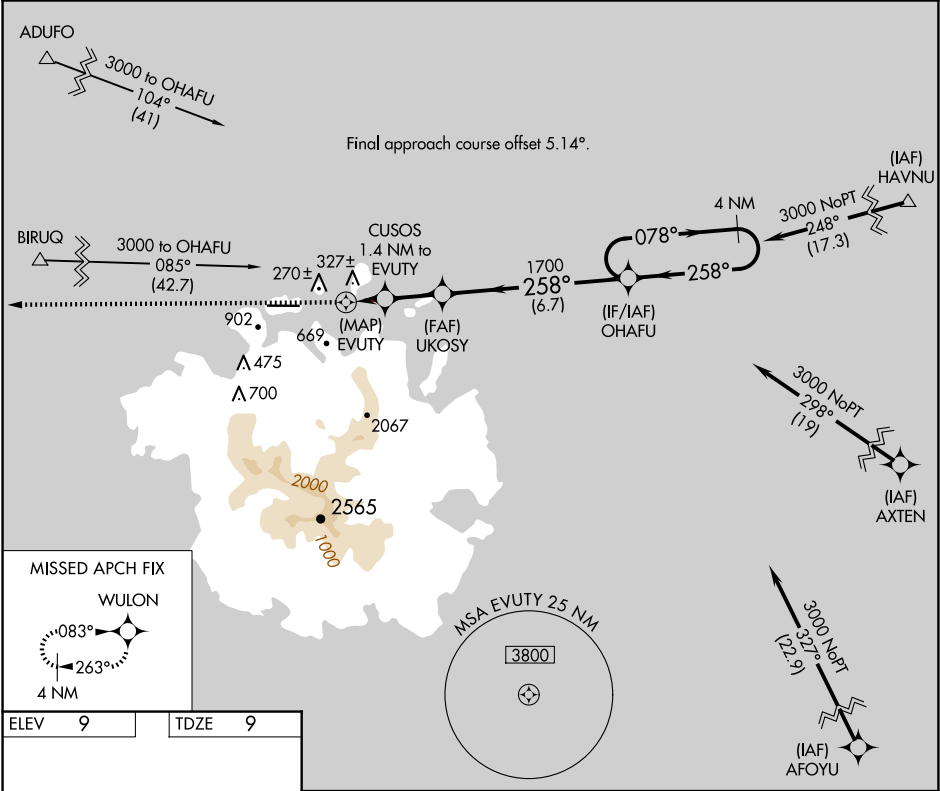 ADUFO
3000 to OHAFU
104°
(41)
Final approach course offset 5.14°.
(IAF)
HAVNU
3000 NoPT
248°
(17.3)
4 NM
078°
258°
BIRUQ
3000 to OHAFU
085°
(42.7)
CUSOS
1.4 NM to
EVUTY
270±
327±
1700
258°
(6.7)
(IF/IAF)
OHAFU
(MAP)
EVUTY
(FAF)
UKOSY
902
669
475
700
2067
2000
2565
1000
3000 NoPT
298°
(19)
(IAF)
AXTEN
MISSED APCH FIX
WULON
083°
263°
4 NM
MSA EVUTY 25 NM
3800
3000 NoPT
327°
(22.9)
(IAF)
AFOYU
ELEV 9
TDZE 9